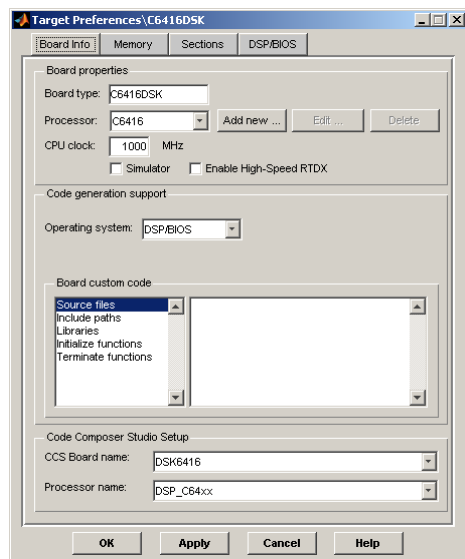 Target Preferences\C6416DSK
Board Info Memory Sections DSP/BIOS
Board properties
Board type: C6416DSK
Processor: C6416 Add new ... Edit ... Delete
CPU clock: 1000 MHz
Simulator Enable High-Speed RTDX
Code generation support
Operating system: DSP/BIOS
Board custom code
Source files
Include paths
Libraries
Initialize functions
Terminate functions
Code Composer Studio Setup
CCS Board name: DSK6416
Processor name: DSP_C64xx
OK Apply Cancel Help